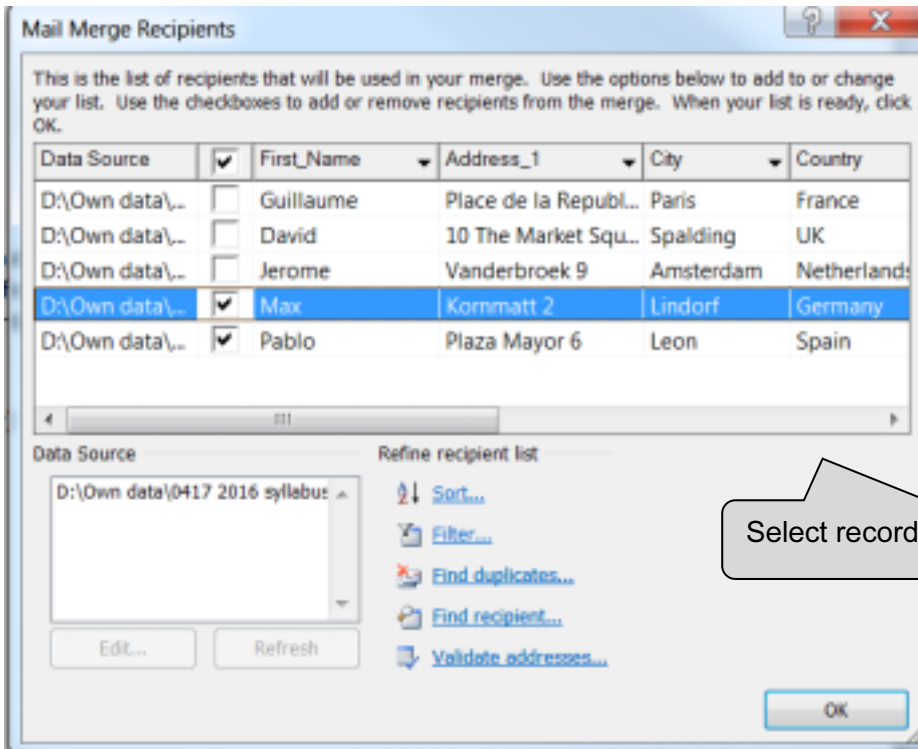 Mail Merge Recipients
This is the list of recipients that will be used in your merge. Use the options below to add to or change
your list. Use the checkboxes to add or remove recipients from the merge. When your list is ready, click
OK.
Data Source First_Name Address_1 City Country
D:\Own data\... Guillaume Place de la Republ... Paris France
D:\Own data\... David 10 The Market Squ... Spalding UK
D:\Own data\... Jerome Vanderbroek 9 Amsterdam Netherlands
D:\Own data\... Max Kornmatt 2 Lindorf Germany
D:\Own data\... Pablo Plaza Mayor 6 Leon Spain
Data Source Refine recipient list
D:\Own data\0417 2016 syllabus
Sort...
Filter...
Find duplicates...
Find recipient...
Validate addresses...
Edit... Refresh
Select record
OK